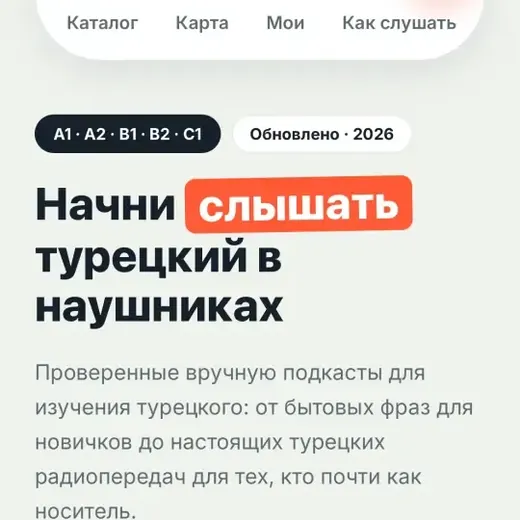 Каталог Карта Мои Как слушать
A1 · A2 · B1 · B2 · C1 Обновлено · 2026
Начни слышать
турецкий в
наушниках
Проверенные вручную подкасты для
изучения турецкого: от бытовых фраз для
новичков до настоящих турецких
радиопередач для тех, кто почти как
носитель.